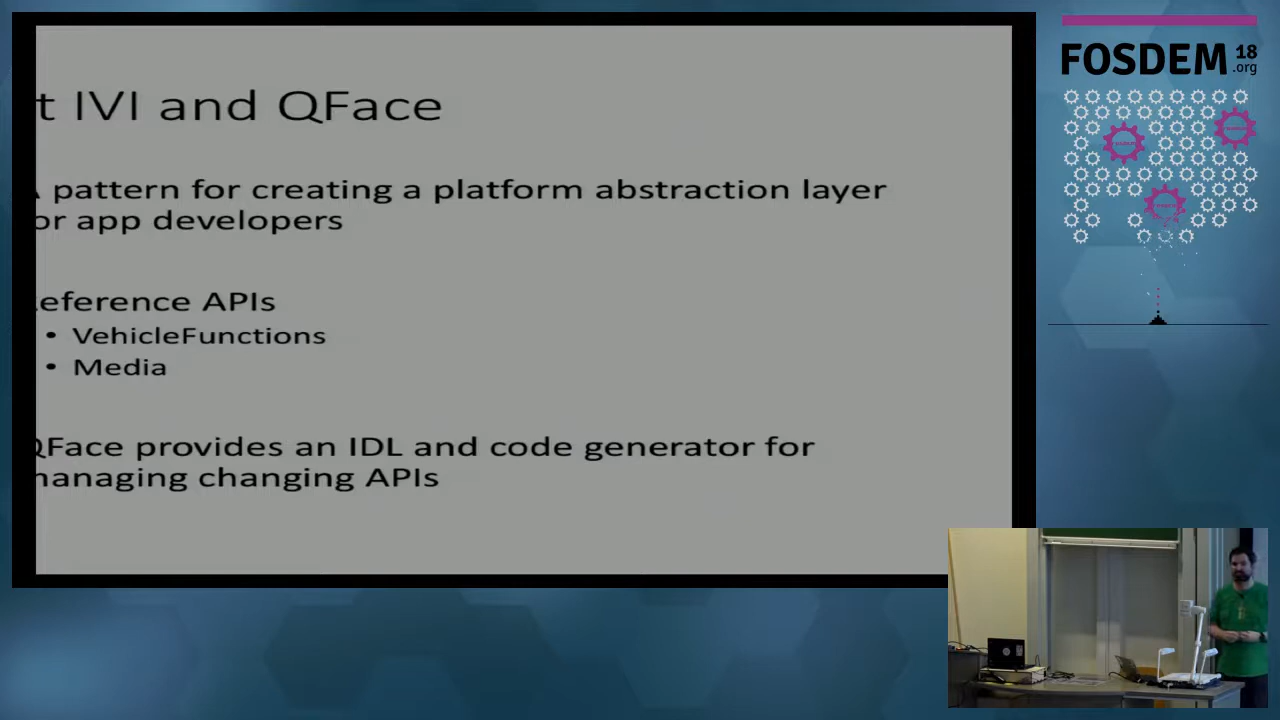 t IVI and QFace
pattern for creating a platform abstraction layer
or app developers
eference APIs
• VehicleFunctions
• Media
QFace provides an IDL and code generator for
managing changing APIs
FOSDEM 18
.org